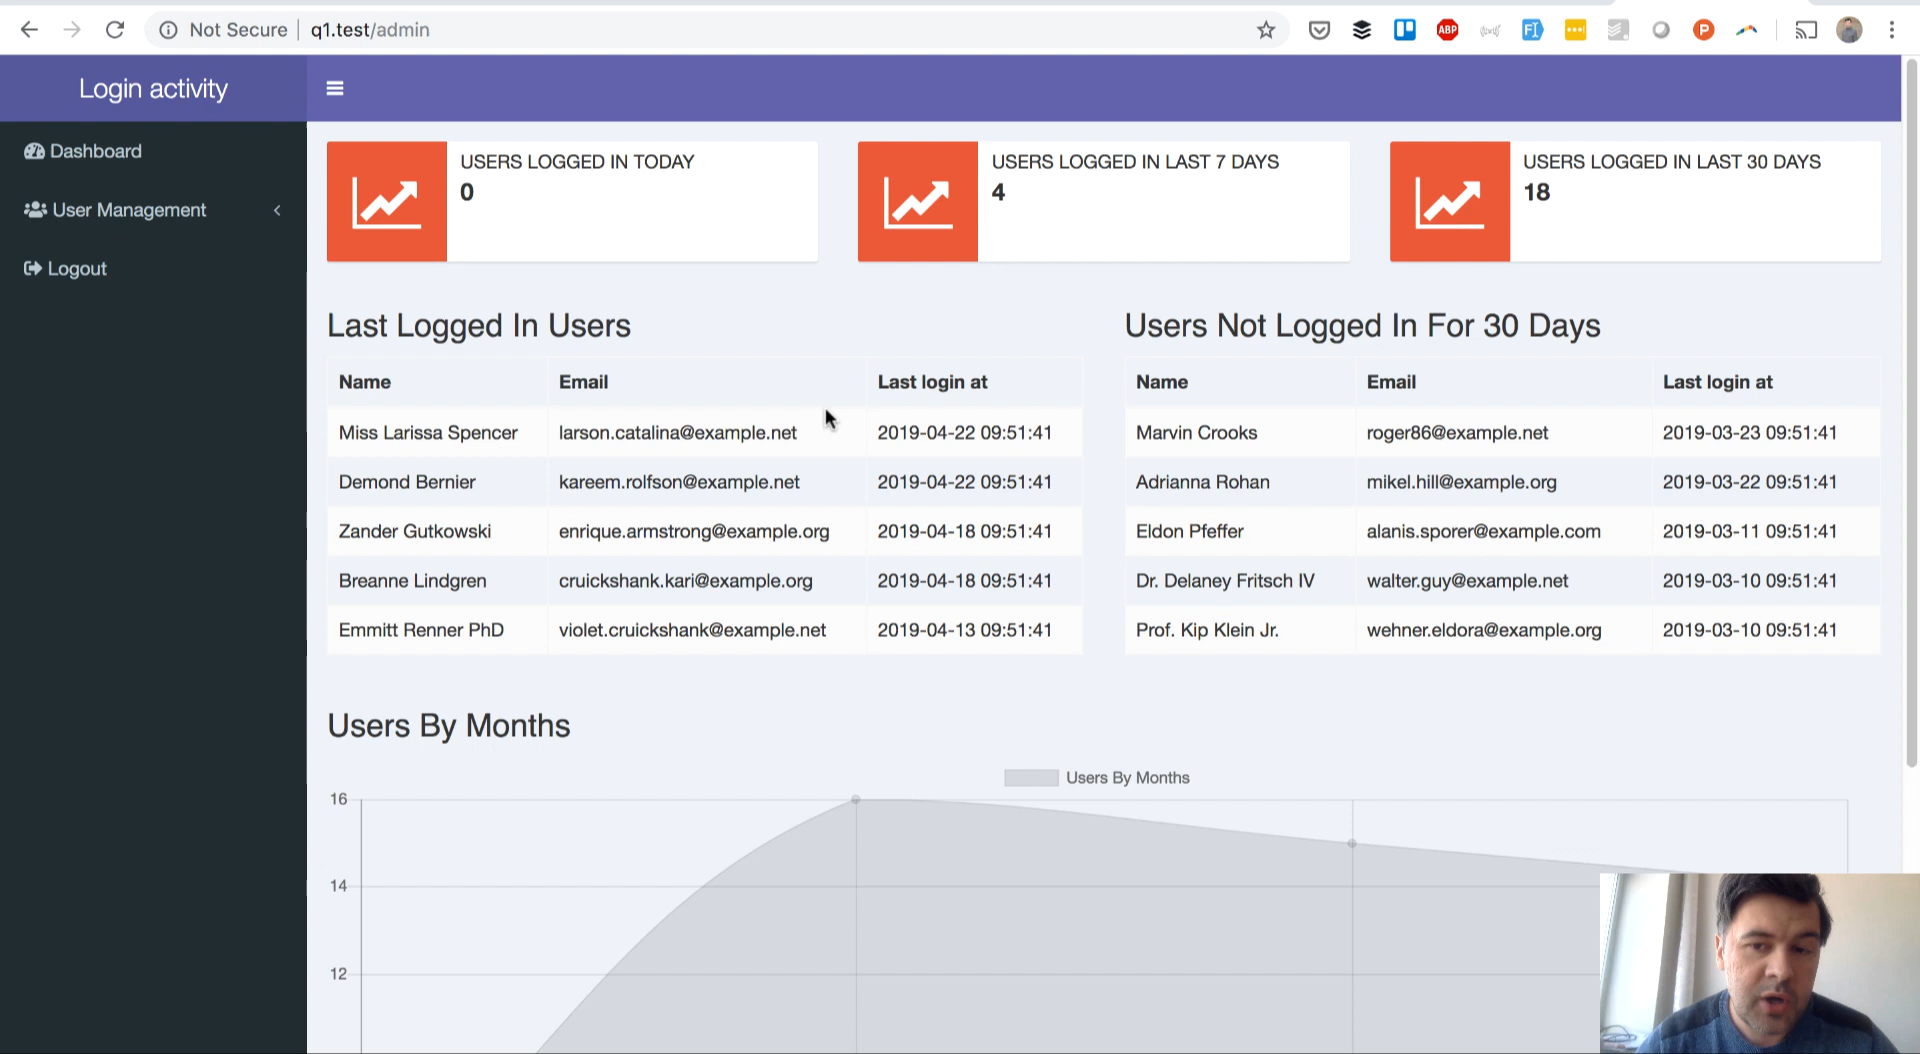 Not Secure | q1.test/admin
ABP
FI
P
Login activity
Dashboard
User Management
Logout
USERS LOGGED IN TODAY
0
USERS LOGGED IN LAST 7 DAYS
4
USERS LOGGED IN LAST 30 DAYS
18
Last Logged In Users
Name Email Last login at
Miss Larissa Spencer larson.catalina@example.net 2019-04-22 09:51:41
Demond Bernier kareem.rolfson@example.net 2019-04-22 09:51:41
Zander Gutkowski enrique.armstrong@example.org 2019-04-18 09:51:41
Breanne Lindgren cruickshank.kari@example.org 2019-04-18 09:51:41
Emmitt Renner PhD violet.cruickshank@example.net 2019-04-13 09:51:41
Users Not Logged In For 30 Days
Name Email Last login at
Marvin Crooks roger86@example.net 2019-03-23 09:51:41
Adrianna Rohan mikel.hill@example.org 2019-03-22 09:51:41
Eldon Pfeffer alanis.sporer@example.com 2019-03-11 09:51:41
Dr. Delaney Fritsch IV walter.guy@example.net 2019-03-10 09:51:41
Prof. Kip Klein Jr. wehner.eldora@example.org 2019-03-10 09:51:41
Users By Months
Users By Months
16
14
12